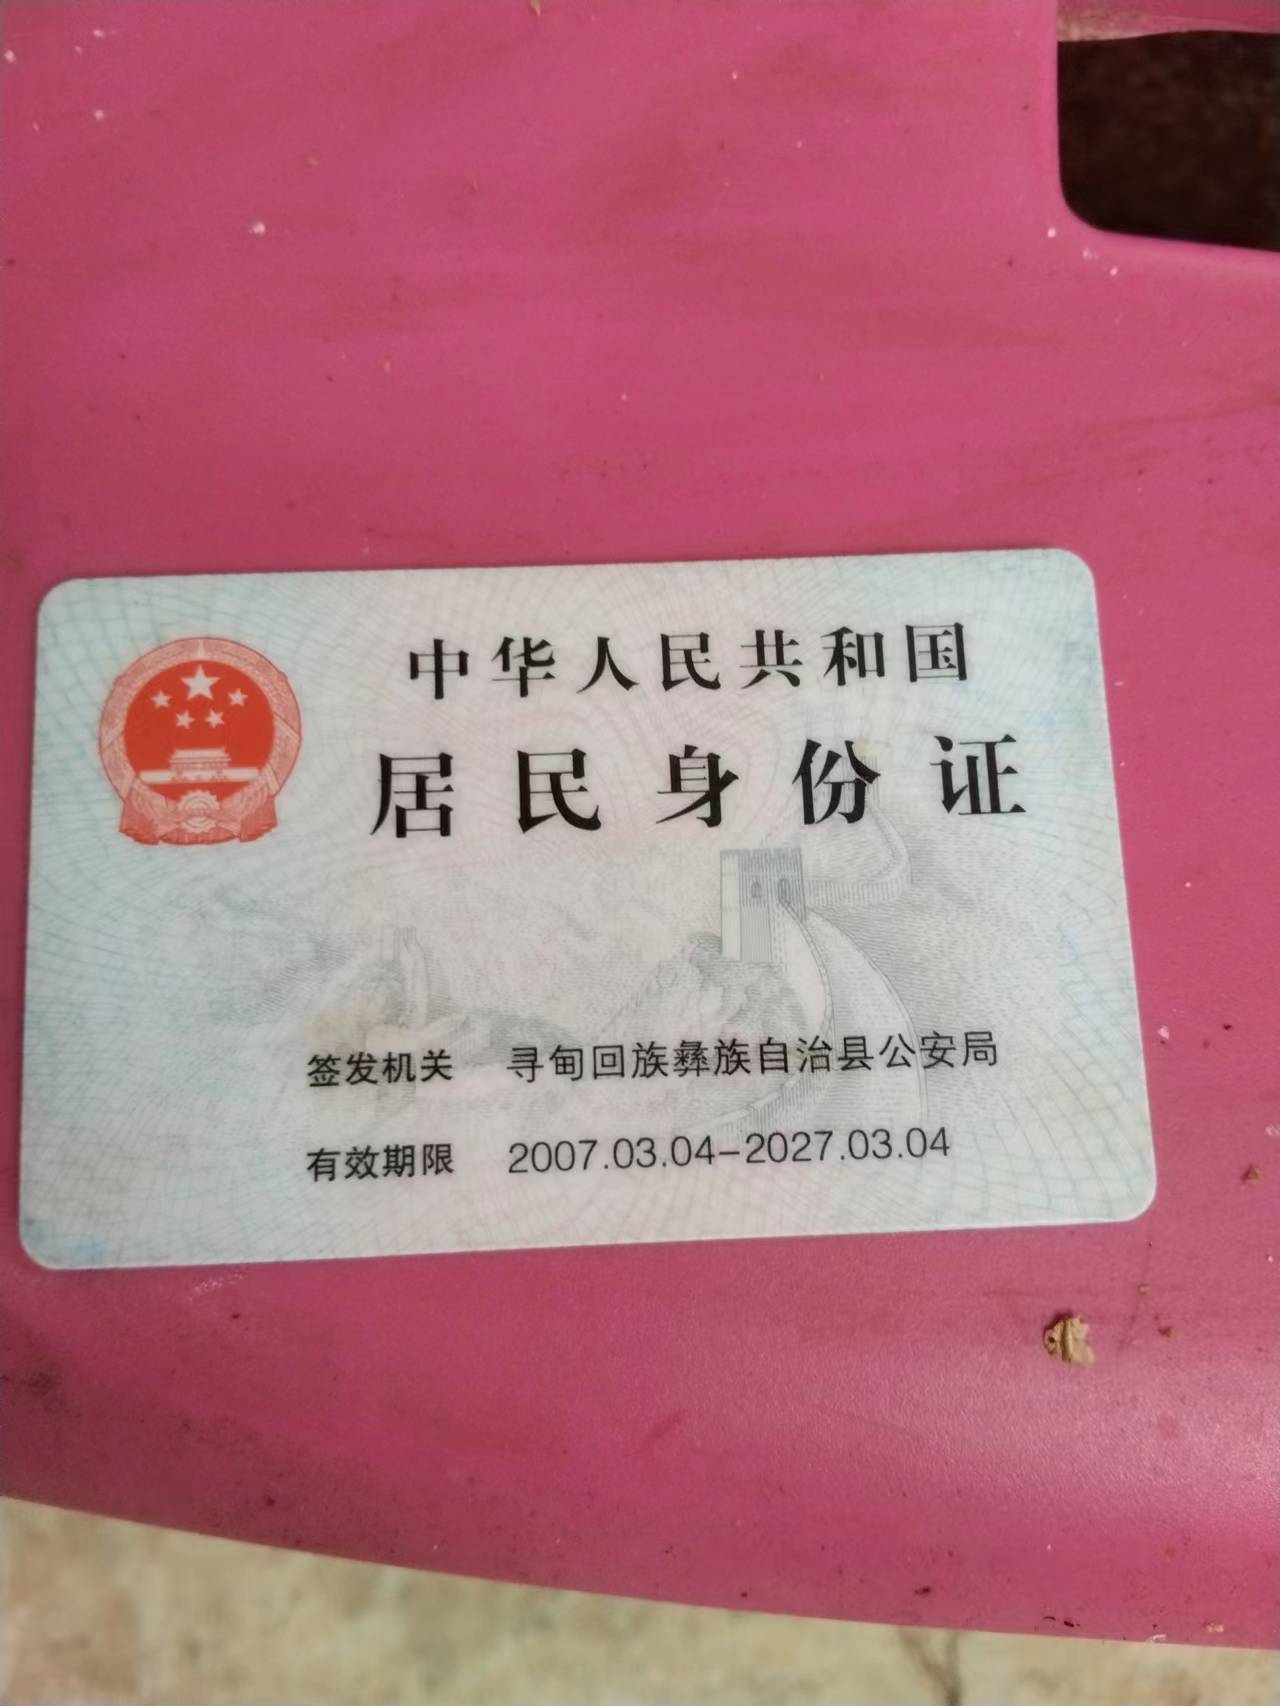 中华人民共和国
居民身份证
签发机关 寻甸回族彝族自治县公安局
有效期限 2007.03.04-2027.03.04